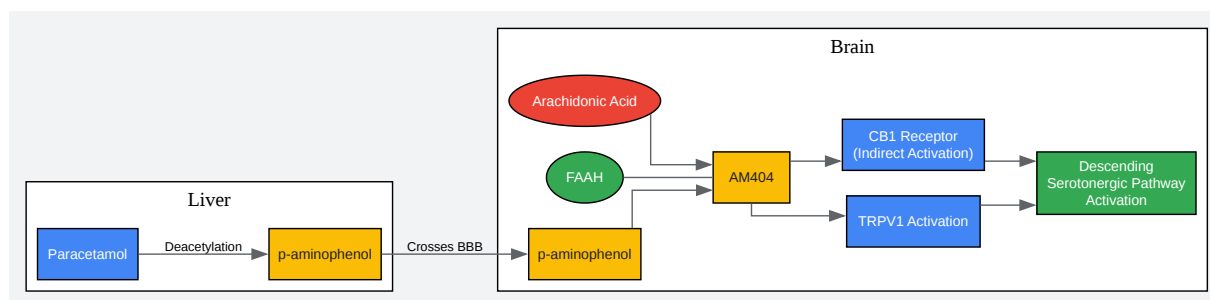 Brain
Arachidonic Acid
CB1 Receptor
(Indirect Activation)
FAAH
AM404
Descending
Serotonergic Pathway
Activation
Liver
TRPV1 Activation
Paracetamol
Deacetylation
p-aminophenol
Crosses BBB
p-aminophenol